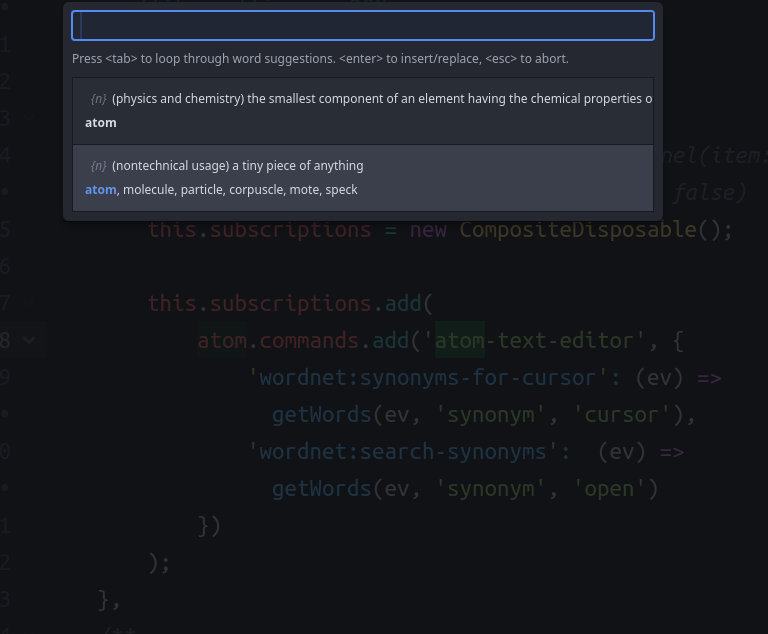 Press <tab> to loop through word suggestions. <enter> to insert/replace, <esc> to abort.
{n} (physics and chemistry) the smallest component of an element having the chemical properties o
atom
{n} (nontechnical usage) a tiny piece of anything
atom, molecule, particle, corpuscle, mote, speck
1
2
3
4 nel(item:
false)
5 this.subscriptions = new CompositeDisposable();
6
7 this.subscriptions.add(
8 atom.commands.add('atom-text-editor', {
9 'wordnet:synonyms-for-cursor': (ev) =>
getWords(ev, 'synonym', 'cursor'),
0 'wordnet:search-synonyms': (ev) =>
getWords(ev, 'synonym', 'open')
1 })
2 );
3 },